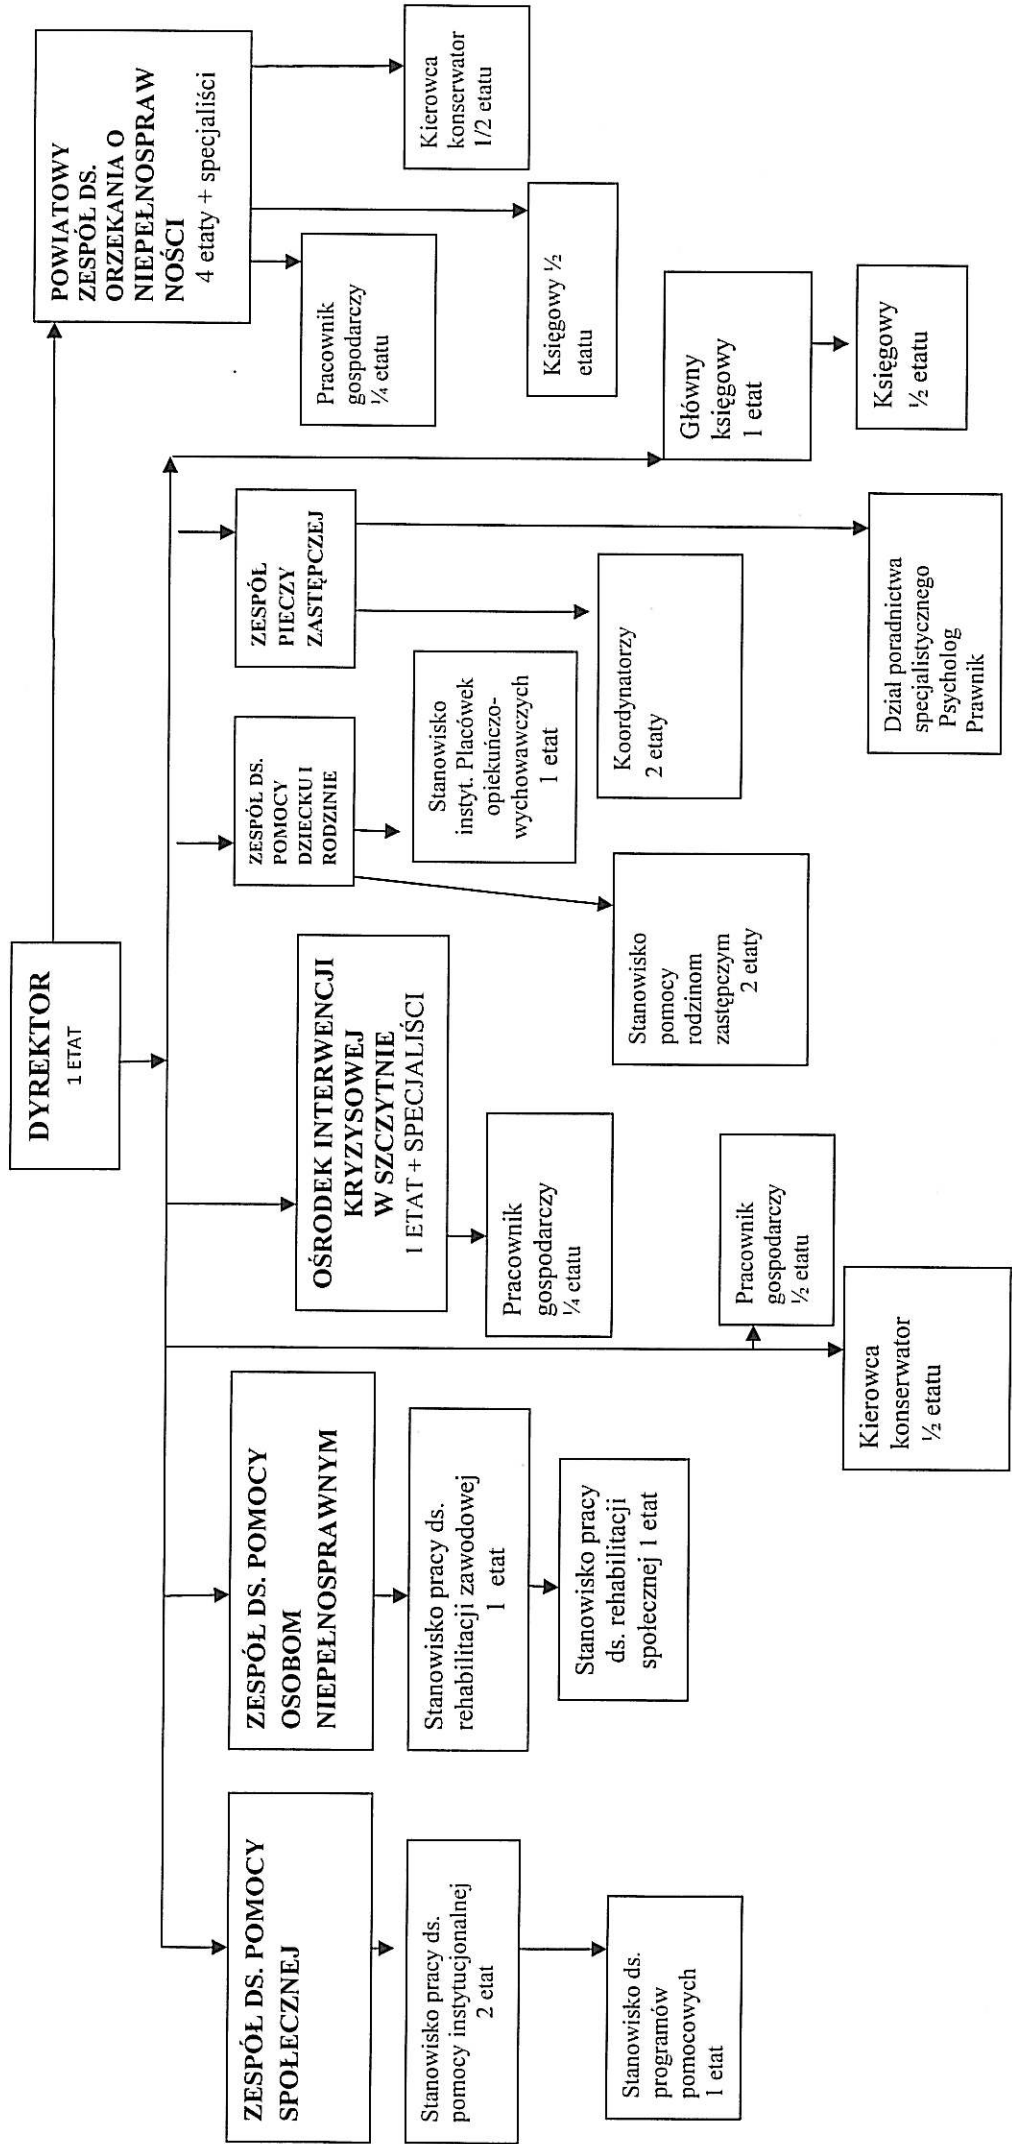 DYREKTOR
1 ETAT
POWIATOWY
ZESPÓŁ DS.
ORZEKANIA O
NIEPEŁNOSPRAW
NOŚCI
4 etaty + specjaliści
Pracownik
gospodarczy
¼ etatu
Księgowy ½
etatu
Kierowca
konserwator
1/2 etatu
ZESPÓŁ DS. POMOCY
SPOŁECZNEJ
Stanowisko pracy ds.
pomocy instytucjonalnej
2 etat
Stanowisko ds.
programów
pomocowych
1 etat
ZESPÓŁ DS. POMOCY
OSOBOM
NIEPEŁNOSPRAWNYM
Stanowisko pracy ds.
rehabilitacji zawodowej
1 etat
Stanowisko pracy
ds. rehabilitacji
społecznej 1 etat
Kierowca
konserwator
½ etatu
Pracownik
gospodarczy
½ etatu
OŚRODEK INTERWENCJI
KRYZYSOWEJ
W SZCZYTNIE
1 ETAT + SPECJALIŚCI
Pracownik
gospodarczy
¼ etatu
ZESPÓŁ DS.
POMOCY
DZIECKU I
RODZINIE
Stanowisko
instyt. Placówek
opiekuńczo-
wychowawczych
1 etat
Stanowisko
pomocy
rodzinom
zastępczym
2 etaty
ZESPÓŁ
PIECZY
ZASTĘPCZEJ
Koordynatorzy
2 etaty
Dział poradnictwa
specjalistycznego
Psycholog
Prawnik
Główny
księgowy
1 etat
Księgowy
½ etatu